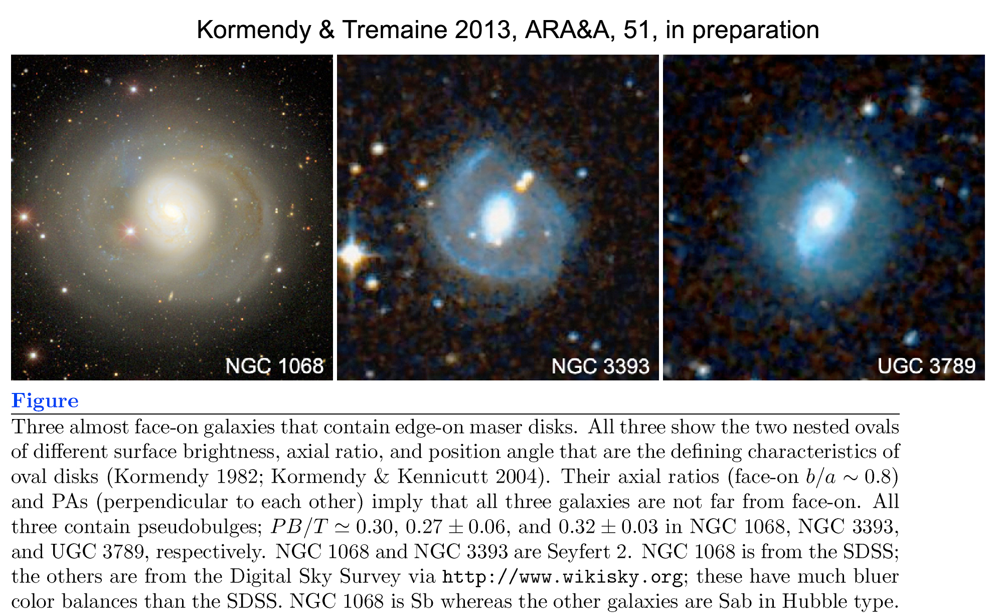 Kormendy & Tremaine 2013, ARA&A, 51, in preparation
NGC 1068
NGC 3393
UGC 3789
Figure
Three almost face-on galaxies that contain edge-on maser disks. All three show the two nested ovals
of different surface brightness, axial ratio, and position angle that are the defining characteristics of
oval disks (Kormendy 1982; Kormendy & Kennicutt 2004). Their axial ratios (face-on b/a ∼ 0.8)
and PAs (perpendicular to each other) imply that all three galaxies are not far from face-on. All
three contain pseudobulges; PB/T ≃ 0.30, 0.27 ± 0.06, and 0.32 ± 0.03 in NGC 1068, NGC 3393,
and UGC 3789, respectively. NGC 1068 and NGC 3393 are Seyfert 2. NGC 1068 is from the SDSS;
the others are from the Digital Sky Survey via http://www.wikisky.org; these have much bluer
color balances than the SDSS. NGC 1068 is Sb whereas the other galaxies are Sab in Hubble type.